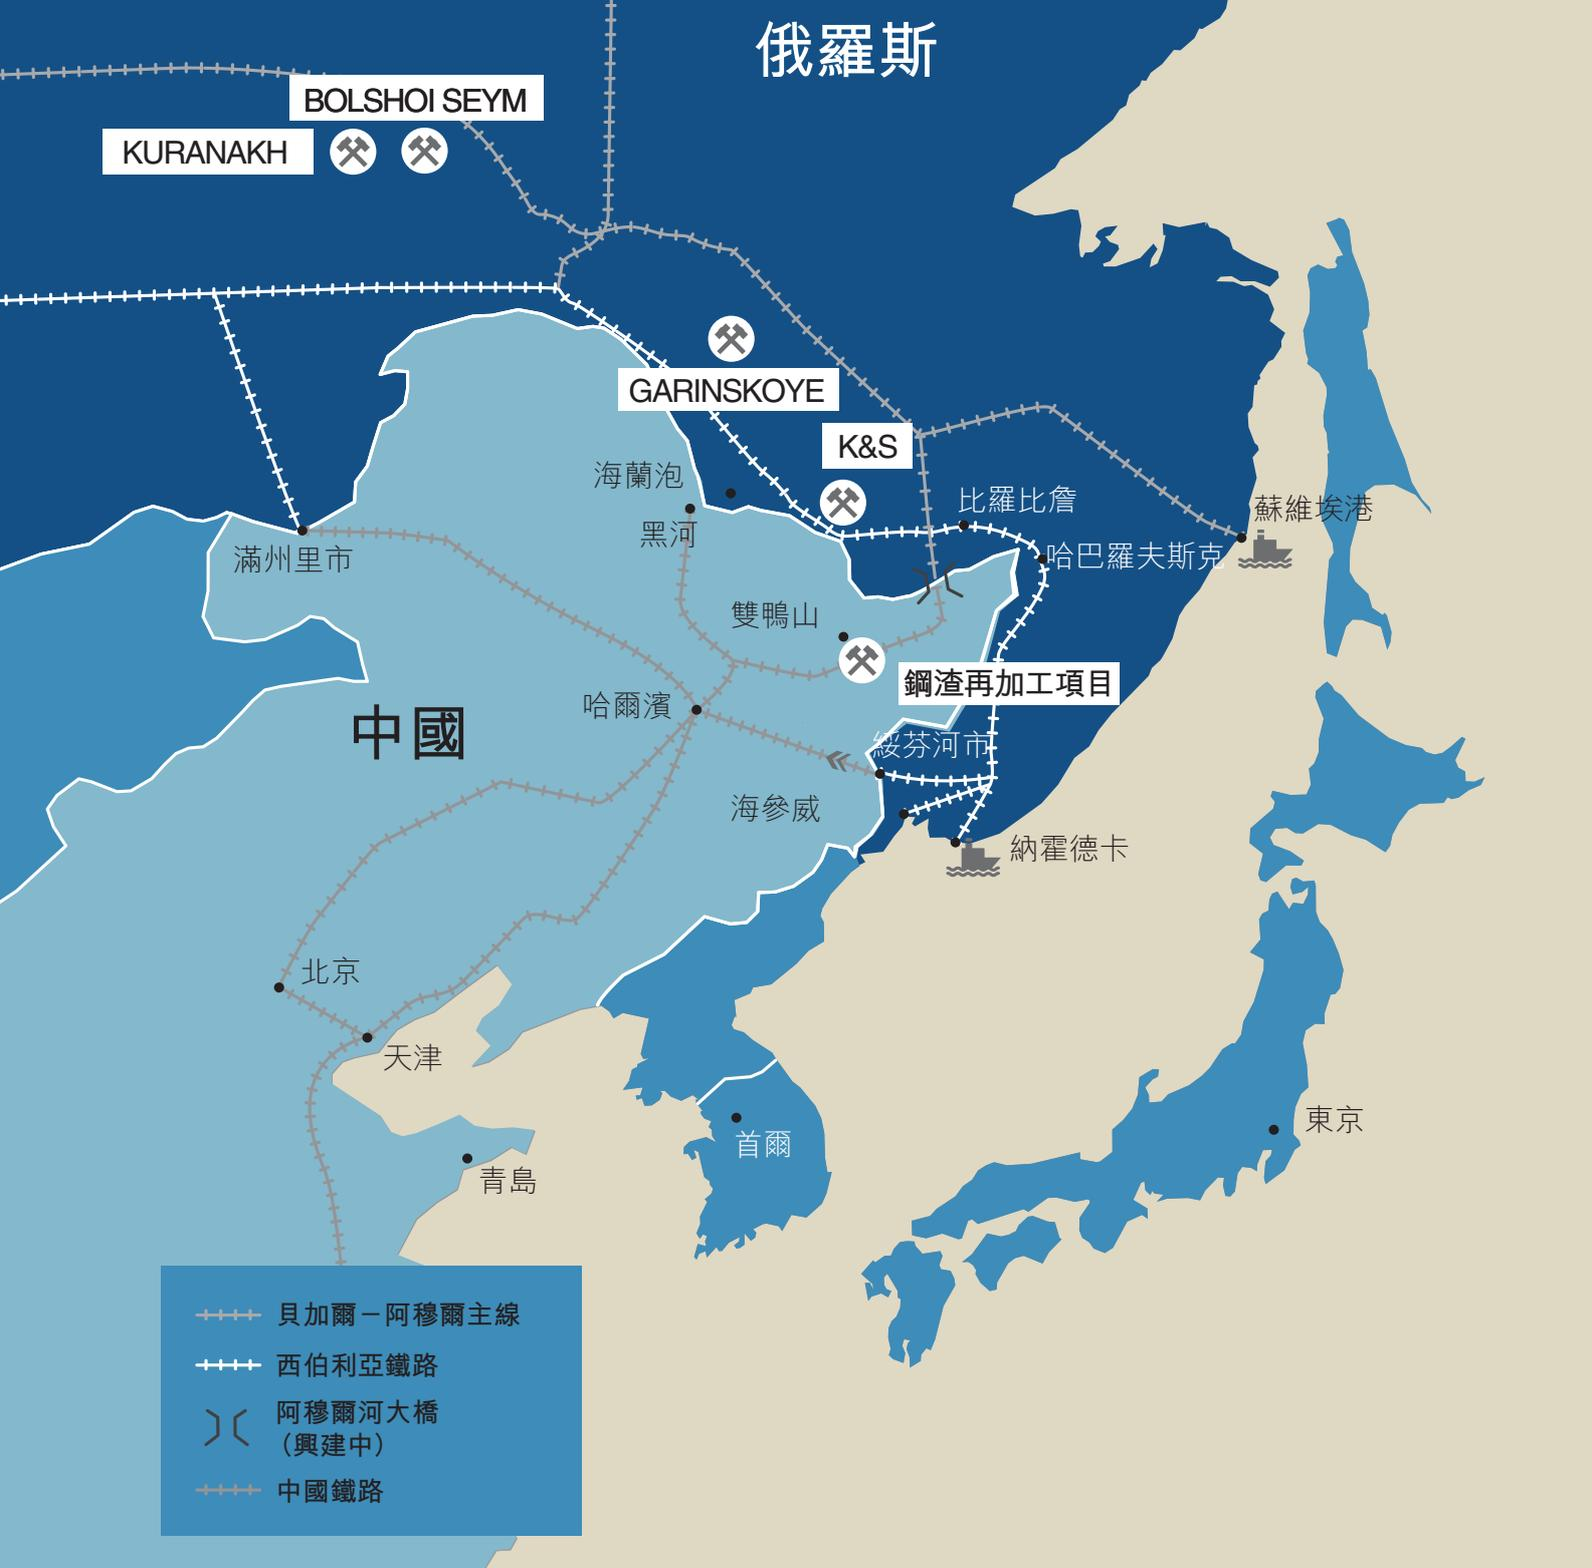 俄羅斯
BOLSHOI SEYM
KURANAKH
GARINSKOYE
K&S
海蘭泡
比羅比詹
蘇維埃港
黑河
滿州里市
哈巴羅夫斯克
雙鴨山
鋼渣再加工項目
哈爾濱
中國
綏芬河市
海參威
納霍德卡
北京
天津
東京
首爾
青島
貝加爾－阿穆爾主線
西伯利亞鐵路
阿穆爾河大橋
（興建中）
中國鐵路